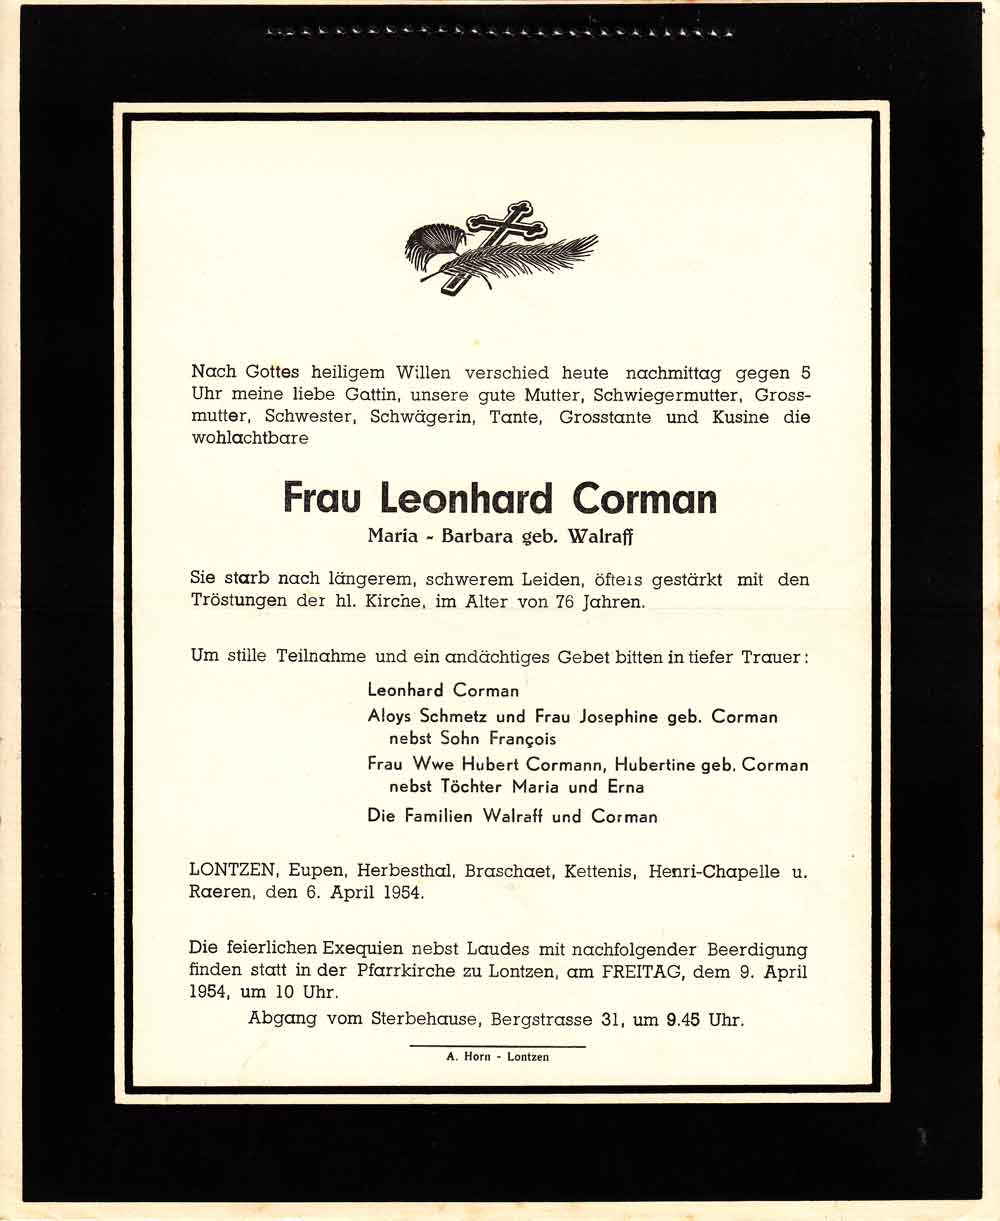 Nach Gottes heiligem Willen verschied heute nachmittag gegen 5
Uhr meine liebe Gattin, unsere gute Mutter, Schwiegermutter, Gross-
mutter, Schwester, Schwägerin, Tante, Grosstante und Kusine die
wohlachtbare
Frau Leonhard Corman
Maria - Barbara geb. Walraff
Sie starb nach längerem, schwerem Leiden, öfters gestärkt mit den
Tröstungen der hl. Kirche, im Alter von 76 Jahren.
Um stille Teilnahme und ein andächtiges Gebet bitten in tiefer Trauer:
Leonhard Corman
Aloys Schmetz und Frau Josephine geb. Corman
nebst Sohn François
Frau Wwe Hubert Cormann, Hubertine geb. Corman
nebst Töchter Maria und Erna
Die Familien Walraff und Corman
LONTZEN, Eupen, Herbesthal, Braschaet, Kettenis, Henri-Chapelle u.
Raeren, den 6. April 1954.
Die feierlichen Exequien nebst Laudes mit nachfolgender Beerdigung
finden statt in der Pfarrkirche zu Lontzen, am FREITAG, dem 9. April
1954, um 10 Uhr.
Abgang vom Sterbehause, Bergstrasse 31, um 9.45 Uhr.
A. Horn - Lontzen